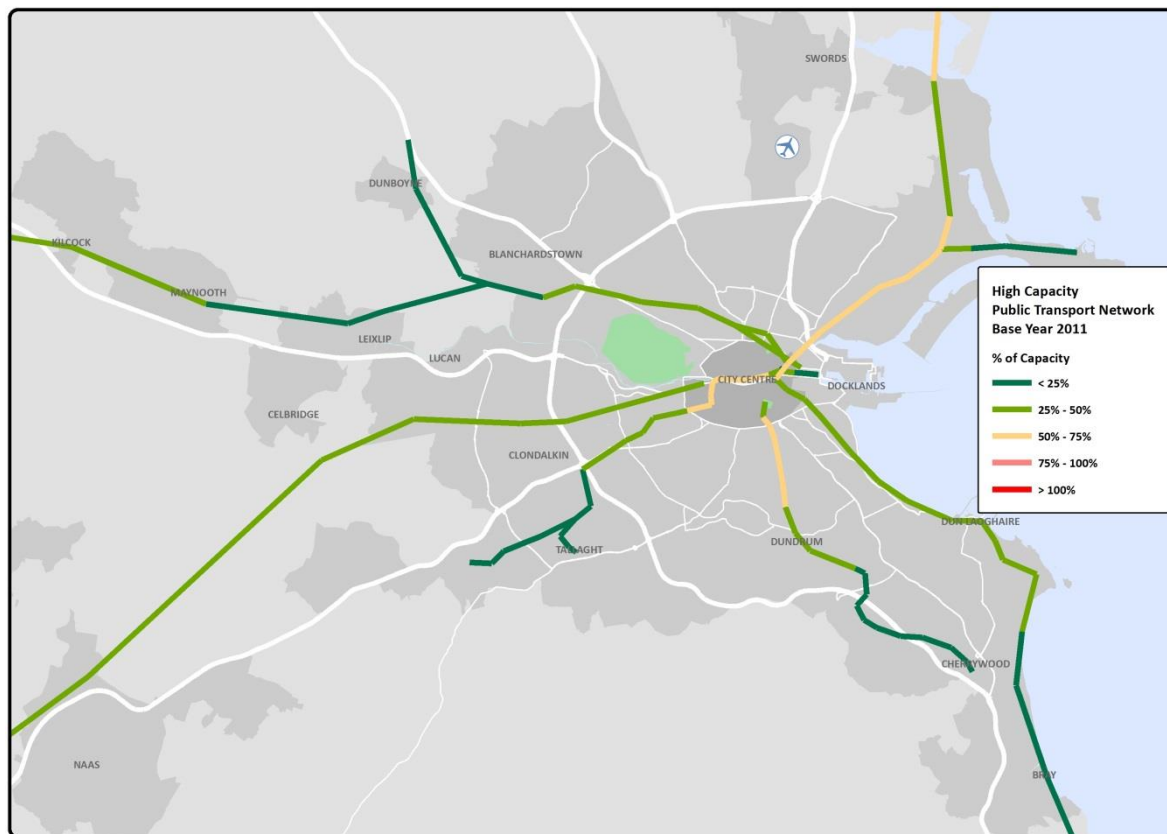 SWORDS
DUNBOYNE
KILCOCK
BLANCHARDSTOWN
MAYNOOTH
LEIXLIP
LUCAN
CITY CENTRE
DOCKLANDS
CELBRIDGE
CLONDALKIN
TALLAGHT
DUNDRUM
DUN LAOGHAIRE
CHERRYWOOD
NAAS
BRAY
High Capacity
Public Transport Network
Base Year 2011
% of Capacity
< 25%
25% - 50%
50% - 75%
75% - 100%
> 100%